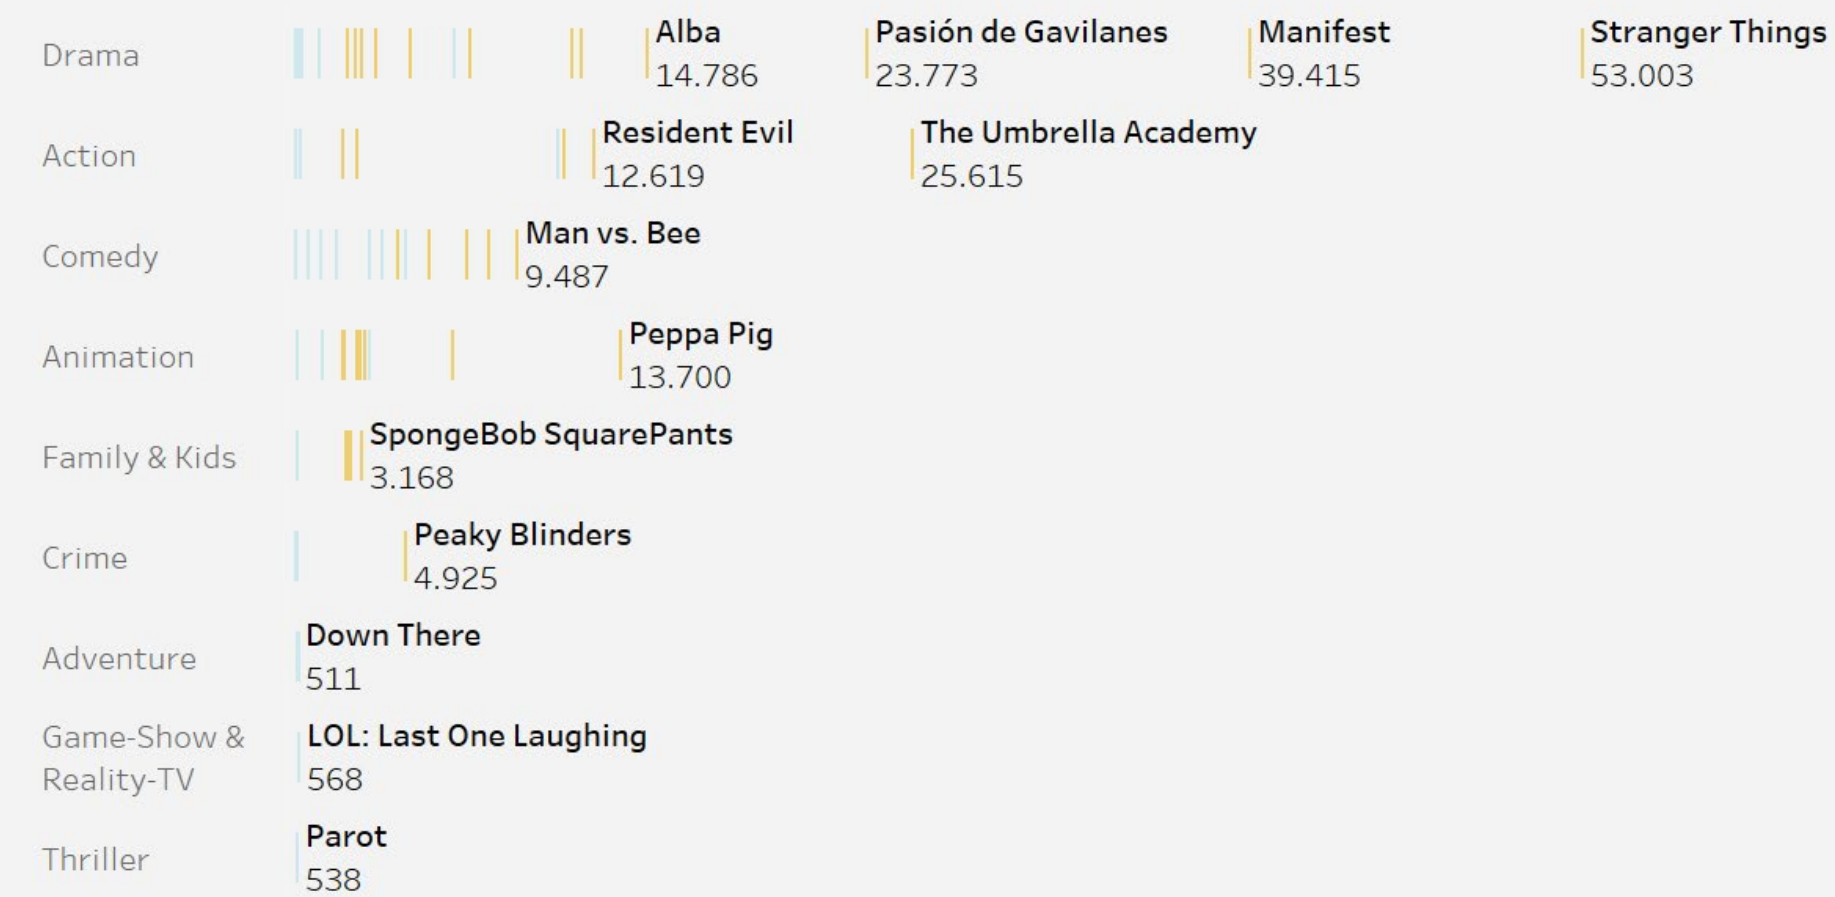 Drama
Alba
14.786
Pasión de Gavilanes
23.773
Manifest
39.415
Stranger Things
53.003
Action
Resident Evil
12.619
The Umbrella Academy
25.615
Comedy
Man vs. Bee
9.487
Animation
Peppa Pig
13.700
Family & Kids
SpongeBob SquarePants
3.168
Crime
Peaky Blinders
4.925
Adventure
Down There
511
Game-Show &
Reality-TV
LOL: Last One Laughing
568
Thriller
Parot
538